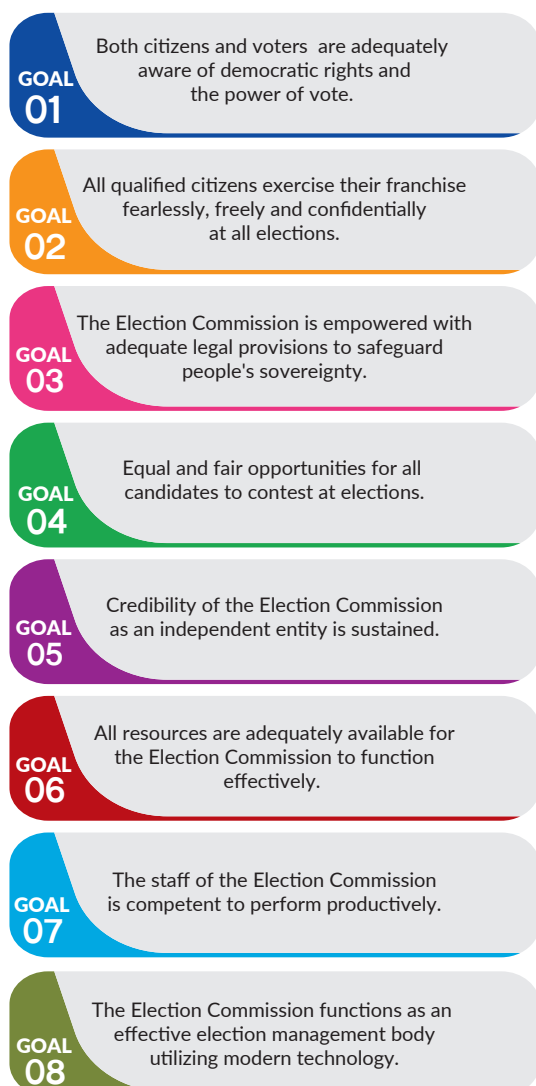 GOAL
01
Both citizens and voters are adequately
aware of democratic rights and
the power of vote.
GOAL
02
All qualified citizens exercise their franchise
fearlessly, freely and confidentially
at all elections.
GOAL
03
The Election Commission is empowered with
adequate legal provisions to safeguard
people's sovereignty.
GOAL
04
Equal and fair opportunities for all
candidates to contest at elections.
GOAL
05
Credibility of the Election Commission
as an independent entity is sustained.
GOAL
06
All resources are adequately available for
the Election Commission to function
effectively.
GOAL
07
The staff of the Election Commission
is competent to perform productively.
GOAL
08
The Election Commission functions as an
effective election management body
utilizing modern technology.